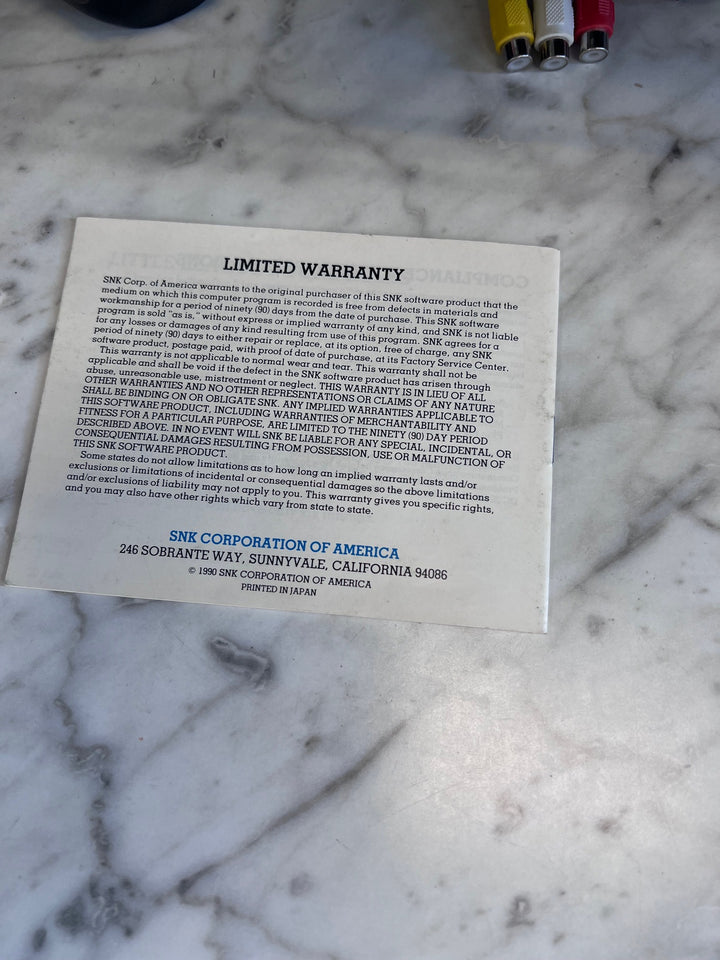 LIMITED WARRANTY
SNK Corp. of America warrants to the original purchaser of this SNK software product that the
medium on which this computer program is recorded is free from defects in materials and
workmanship for a period of ninety (90) days from the date of purchase. This SNK software
program is sold "as is," without express or implied warranty of any kind, and SNK is not liable
for any losses or damages of any kind resulting from use of this program. SNK agrees for a
period of ninety (90) days to either repair or replace, at its option, free of charge, any SNK
software product, postage paid, with proof of date of purchase, at its Factory Service Center.
This warranty is not applicable to normal wear and tear. This warranty shall not be
applicable and shall be void if the defect in the SNK software product has arisen through
abuse, unreasonable use, mistreatment or neglect. THIS WARRANTY IS IN LIEU OF ALL
OTHER WARRANTIES AND NO OTHER REPRESENTATIONS OR CLAIMS OF ANY NATURE
SHALL BE BINDING ON OR OBLIGATE SNK. ANY IMPLIED WARRANTIES APPLICABLE TO
THIS SOFTWARE PRODUCT, INCLUDING WARRANTIES OF MERCHANTABILITY AND
FITNESS FOR A PARTICULAR PURPOSE, ARE LIMITED TO THE NINETY (90) DAY PERIOD
DESCRIBED ABOVE. IN NO EVENT WILL SNK BE LIABLE FOR ANY SPECIAL, INCIDENTAL, OR
CONSEQUENTIAL DAMAGES RESULTING FROM POSSESSION, USE OR MALFUNCTION OF
THIS SNK SOFTWARE PRODUCT.
Some states do not allow limitations as to how long an implied warranty lasts and/or
exclusions or limitations of incidental or consequential damages so the above limitations
and/or exclusions of liability may not apply to you. This warranty gives you specific rights,
and you may also have other rights which vary from state to state.
SNK CORPORATION OF AMERICA
246 SOBRANTE WAY, SUNNYVALE, CALIFORNIA 94086
© 1990 SNK CORPORATION OF AMERICA
PRINTED IN JAPAN